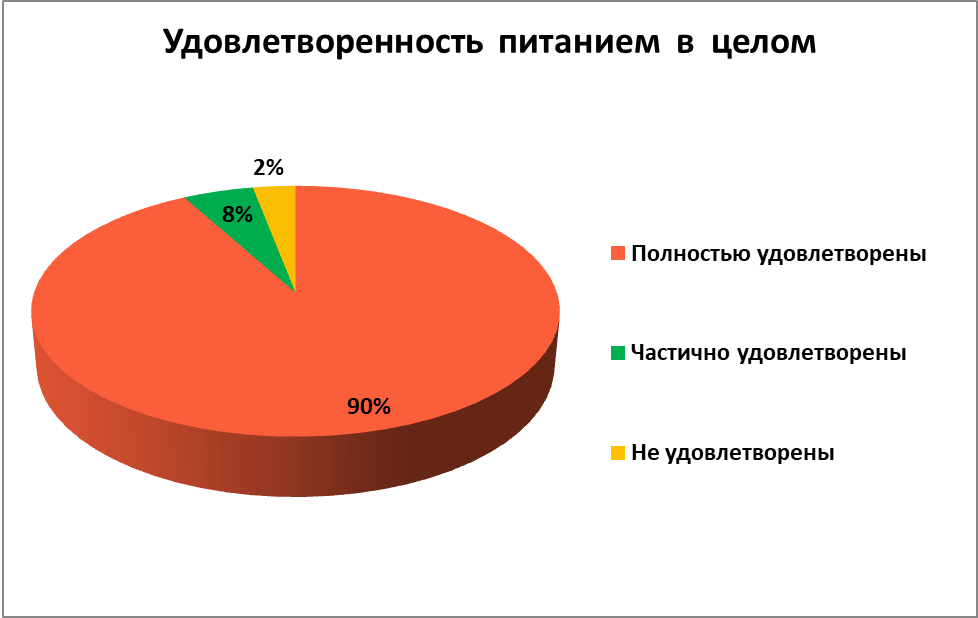 Удовлетворенность питанием в целом
2%
8%
90%
Полностью удовлетворены
Частично удовлетворены
Не удовлетворены